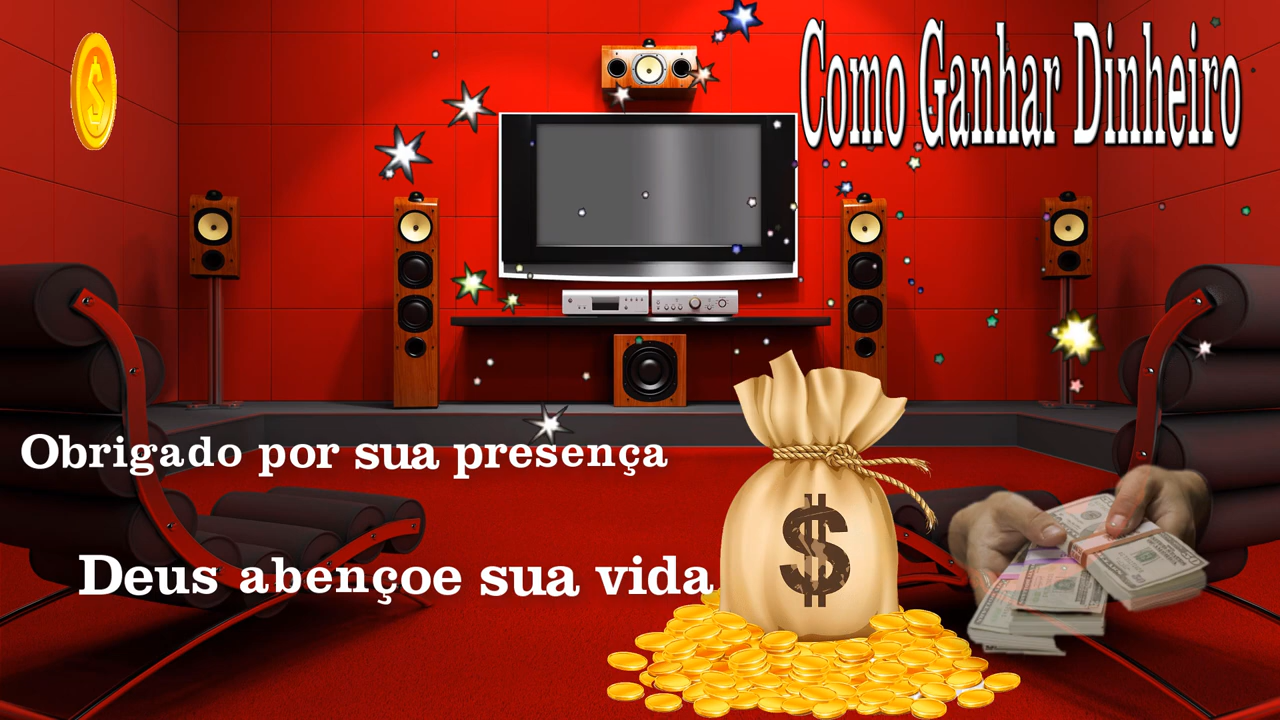 Como Ganhar Dinheiro
Obrigado por sua presença
Deus abençoe sua vida
$